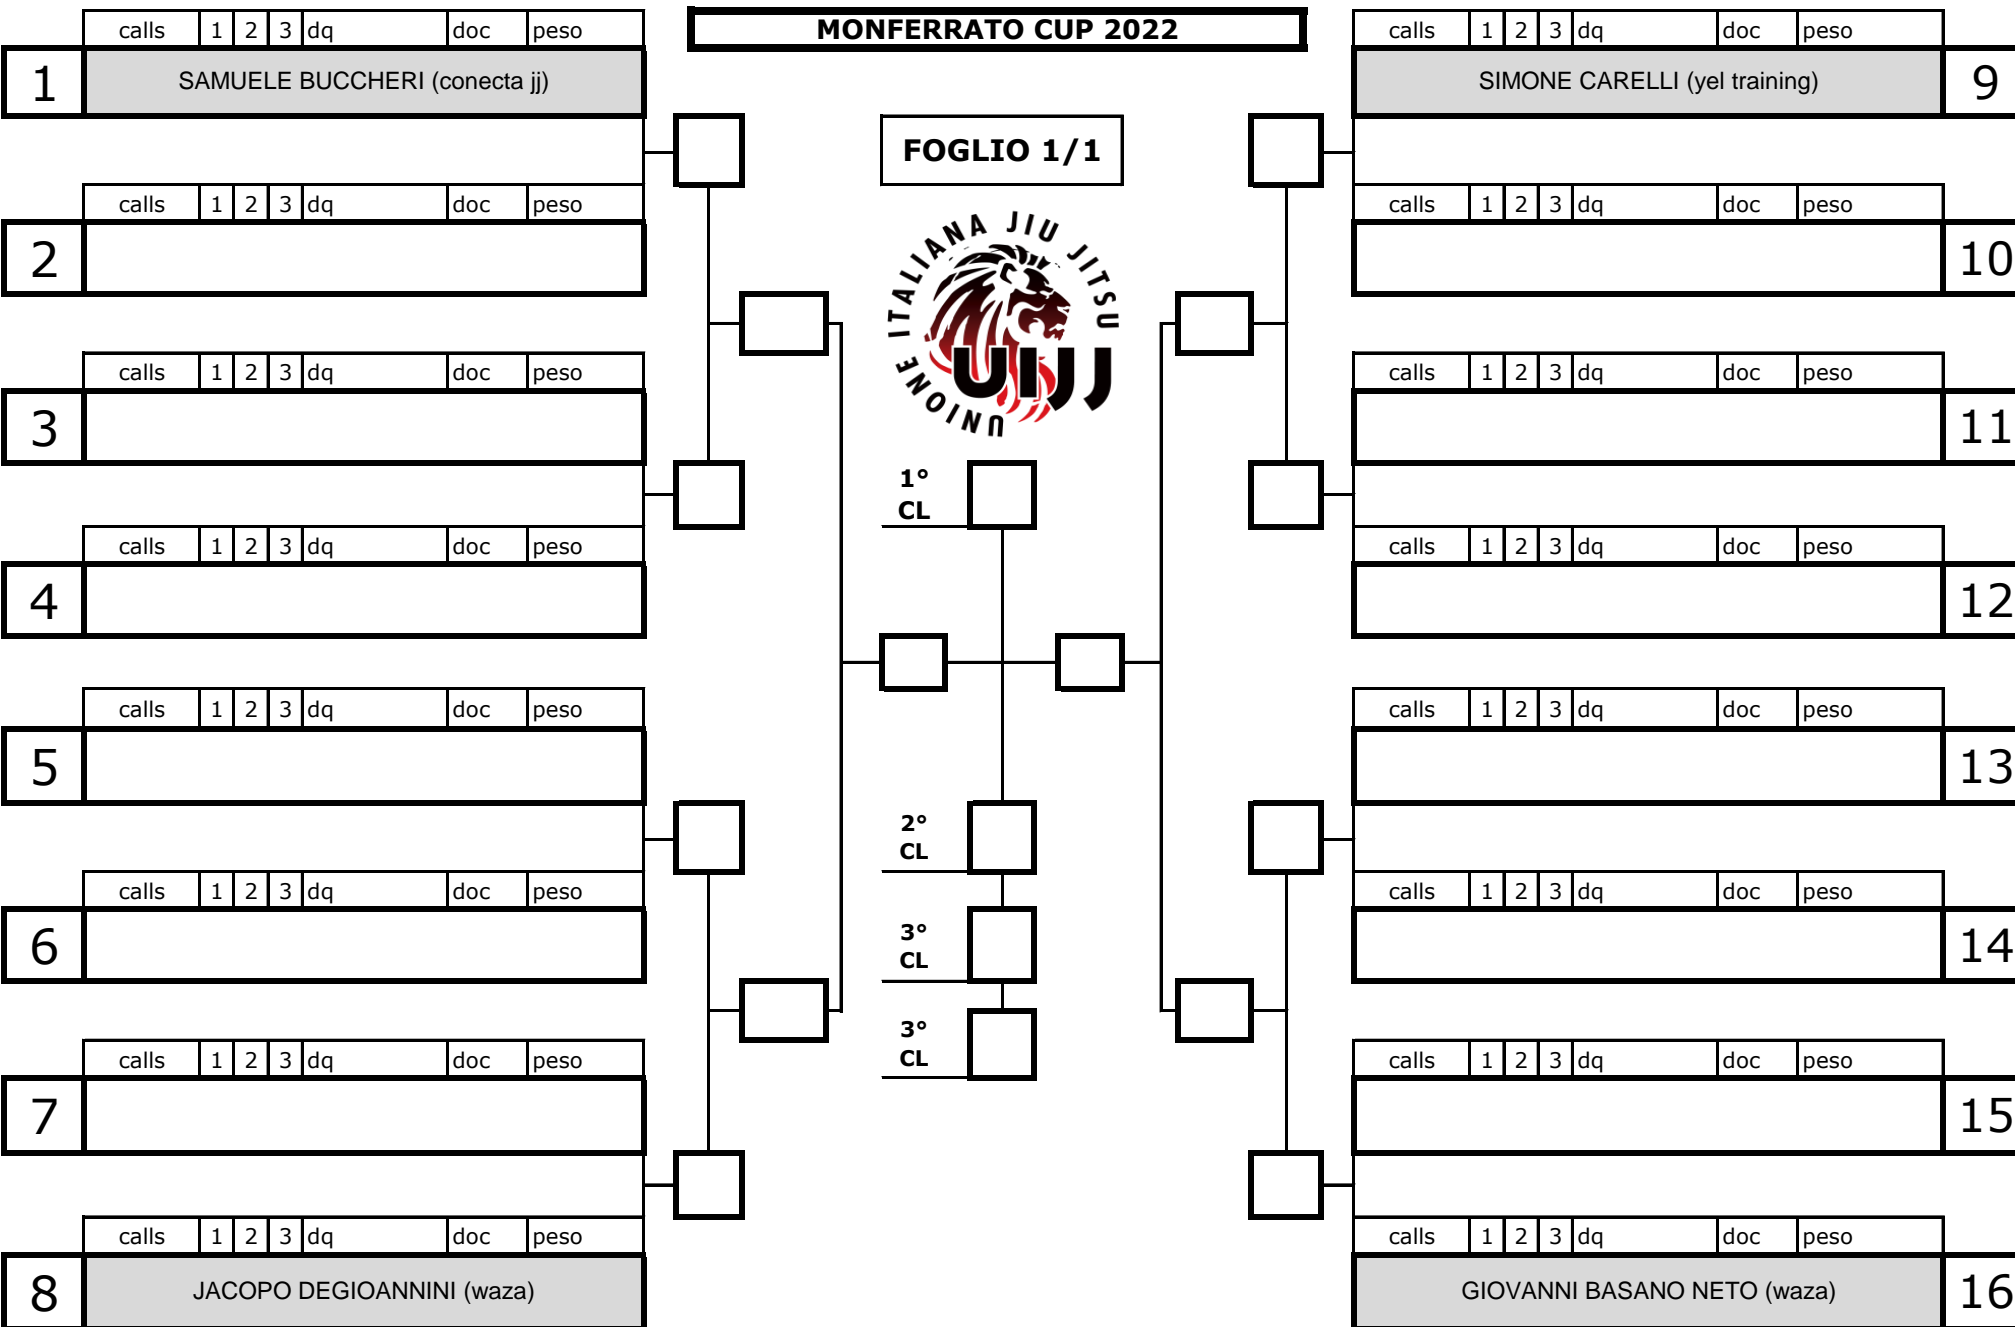 MONFERRATO CUP 2022
calls 1 2 3 dq doc peso
1 SAMUELE BUCCHERI (conecta jj)
calls 1 2 3 dq doc peso
2
calls 1 2 3 dq doc peso
3
calls 1 2 3 dq doc peso
4
calls 1 2 3 dq doc peso
5
calls 1 2 3 dq doc peso
6
calls 1 2 3 dq doc peso
7
calls 1 2 3 dq doc peso
8 JACOPO DEGIOANNINI (waza)
FOGLIO 1/1
UNIONE ITALIANA JIU JITSU
UIJJ
1°
CL
2°
CL
3°
CL
3°
CL
calls 1 2 3 dq doc peso
SIMONE CARELLI (yel training) 9
calls 1 2 3 dq doc peso
10
calls 1 2 3 dq doc peso
11
calls 1 2 3 dq doc peso
12
calls 1 2 3 dq doc peso
13
calls 1 2 3 dq doc peso
14
calls 1 2 3 dq doc peso
15
calls 1 2 3 dq doc peso
GIOVANNI BASANO NETO (waza) 16